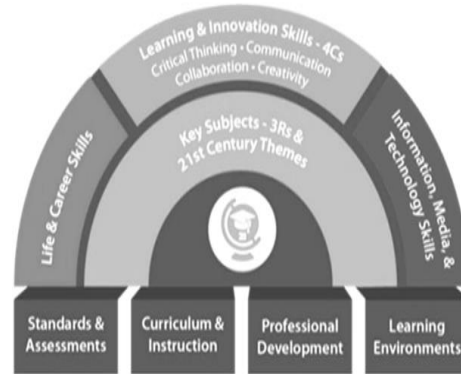 Learning & Innovation Skills - 4Cs
Critical Thinking • Communication
Collaboration • Creativity
Life & Career Skills
Key Subjects - 3Rs &
21st Century Themes
Information, Media, &
Technology Skills
Standards &
Assessments
Curriculum &
Instruction
Professional
Development
Learning
Environments